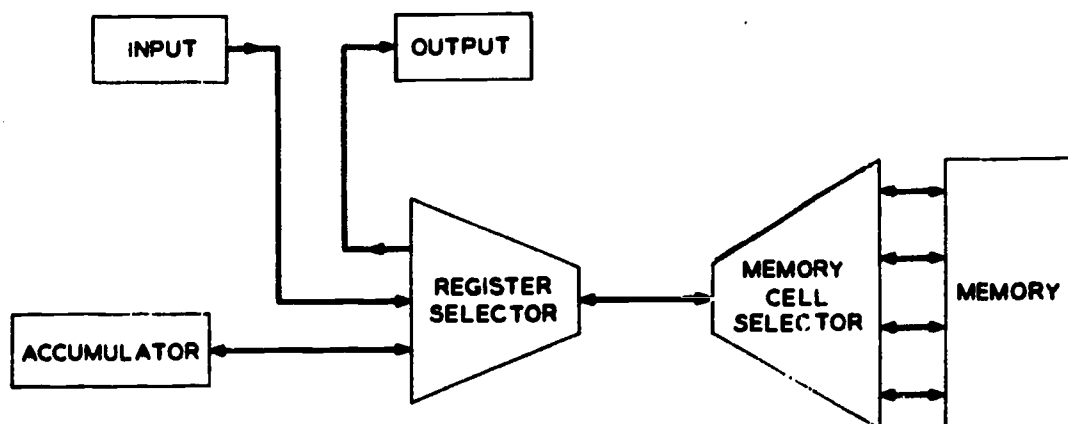 INPUT
OUTPUT
REGISTER
SELECTOR
MEMORY
CELL
SELECTOR
MEMORY
ACCUMULATOR